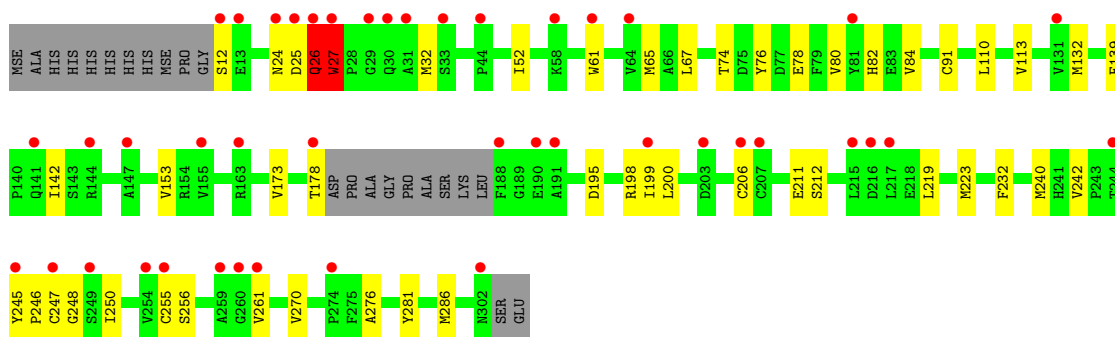 MSE ALA HIS HIS HIS HIS HIS HIS MSE PRO GLY S12 E13 N24 D25 Q26 W27 P28 G29 Q30 A31 M32 S33 P44 I52 K58 W61 V64 M65 A66 L67 T74 D75 Y76 D77 E78 F79 V80 Y81 H82 E83 V84 C91 L110 V113 V131 M132 E139
P140 Q141 I142 S143 R144 A147 V153 R154 V155 R163 V173 T178 ASP PRO ALA GLY PRO ALA SER LYS LEU F188 G189 E190 A191 D195 R198 I199 L200 D203 C206 C207 E211 S212 L215 D216 L217 E218 L219 M223 F232 M240 H241 V242 P243 T244
Y245 P246 C247 G248 S249 I250 V254 C255 S256 A259 G260 V261 V270 P274 F275 A276 Y281 M286 N302 SER GLU